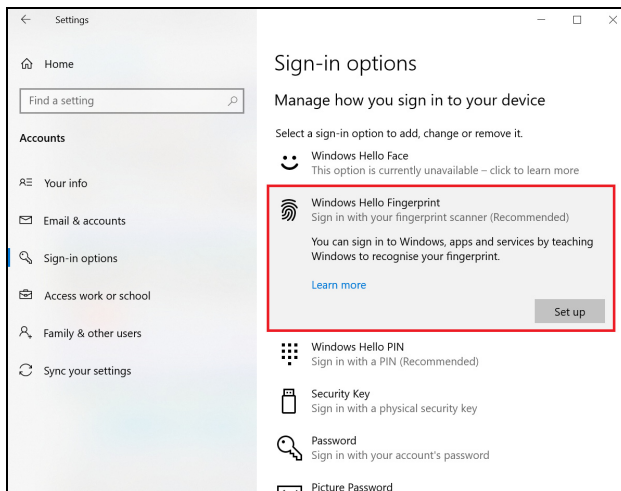 Settings
Home
Find a setting
Accounts
Your info
Email & accounts
Sign-in options
Access work or school
Family & other users
Sync your settings
Sign-in options
Manage how you sign in to your device
Select a sign-in option to add, change or remove it.
Windows Hello Face
This option is currently unavailable – click to learn more
Windows Hello Fingerprint
Sign in with your fingerprint scanner (Recommended)
You can sign in to Windows, apps and services by teaching
Windows to recognise your fingerprint.
Learn more
Set up
Windows Hello PIN
Sign in with a PIN (Recommended)
Security Key
Sign in with a physical security key
Password
Sign in with your account's password
Picture Password